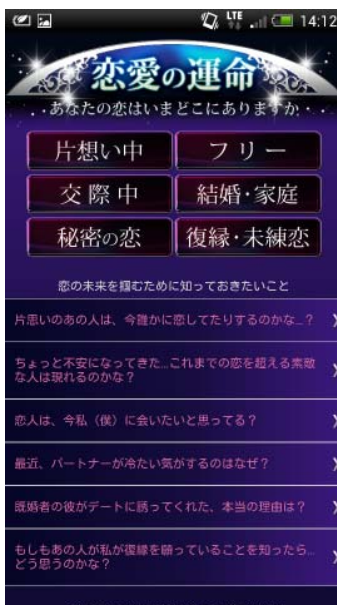 LTE 14:12
恋愛の運命
・・あなたの恋はいまどこにありますか・・
片想い中
フリー
交際中
結婚・家庭
秘密の恋
復縁・未練恋
恋の未来を掴むために知っておきたいこと
片思いのあの人は、今誰かに恋してたりするのかな…？
ちょっと不安になってきた…これまでの恋を超える素敵
な人は現れるのかな？
恋人は、今私（僕）に会いたいと思ってる？
最近、パートナーが冷たい気がするのはなぜ？
既婚者の彼がデートに誘ってくれた、本当の理由は？
もしもあの人が私が復縁を願っていることを知ったら…
どう思うのかな？